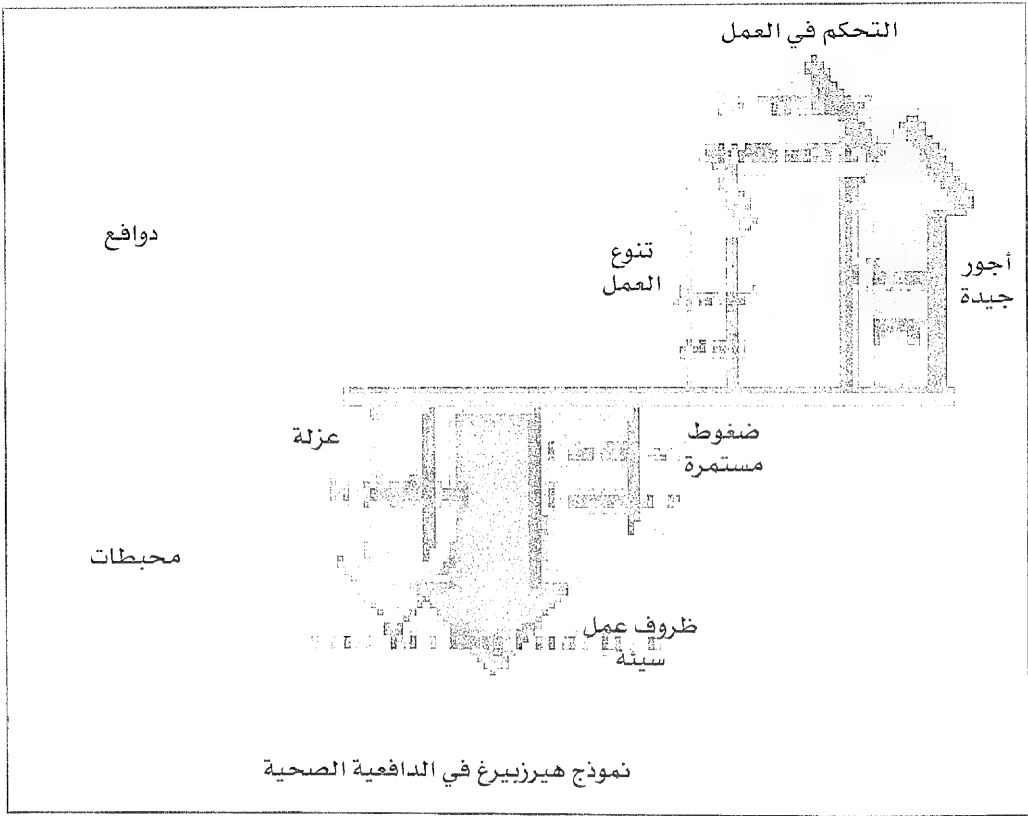 التحكم في العمل
دوافع
تنوع
العمل
أجور
جيدة
عزلة
ضغوط
مستمرة
محبطات
ظروف عمل
سيئة
نموذج هيرزبيرغ في الدافعية الصحية